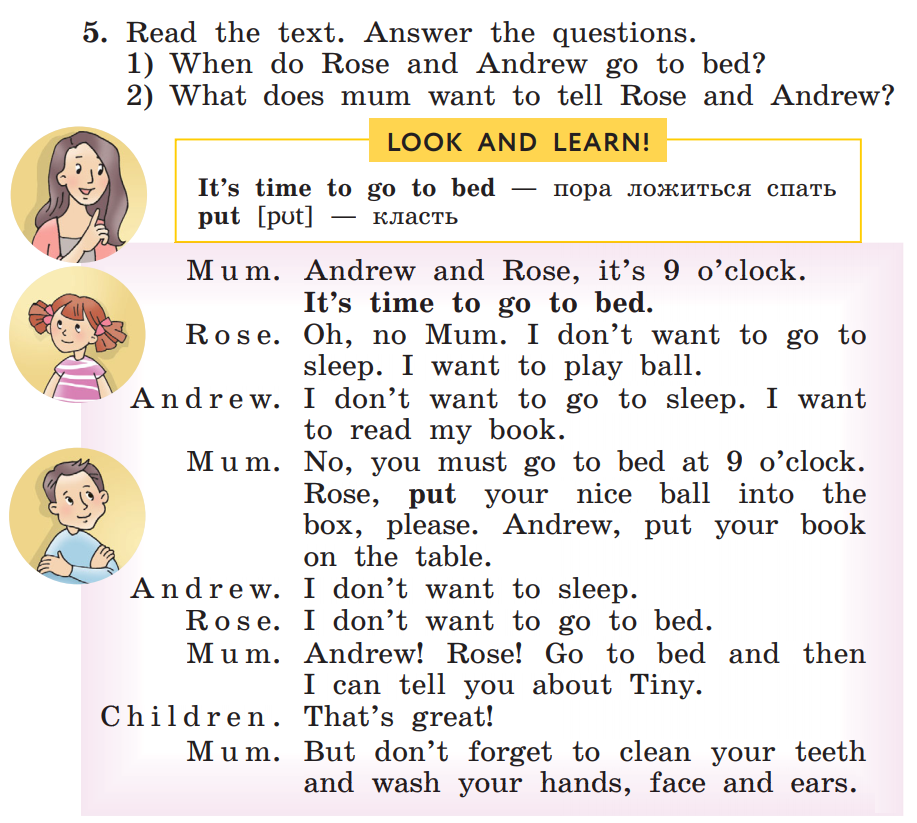 5. Read the text. Answer the questions.
1) When do Rose and Andrew go to bed?
2) What does mum want to tell Rose and Andrew?
LOOK AND LEARN!
It's time to go to bed — пора ложиться спать
put [pʊt] — класть
Mum. Andrew and Rose, it's 9 o'clock.
It's time to go to bed.
Rose. Oh, no Mum. I don't want to go to
sleep. I want to play ball.
Andrew. I don't want to go to sleep. I want
to read my book.
Mum. No, you must go to bed at 9 o'clock.
Rose, put your nice ball into the
box, please. Andrew, put your book
on the table.
Andrew. I don't want to sleep.
Rose. I don't want to go to bed.
Mum. Andrew! Rose! Go to bed and then
I can tell you about Tiny.
Children. That's great!
Mum. But don't forget to clean your teeth
and wash your hands, face and ears.